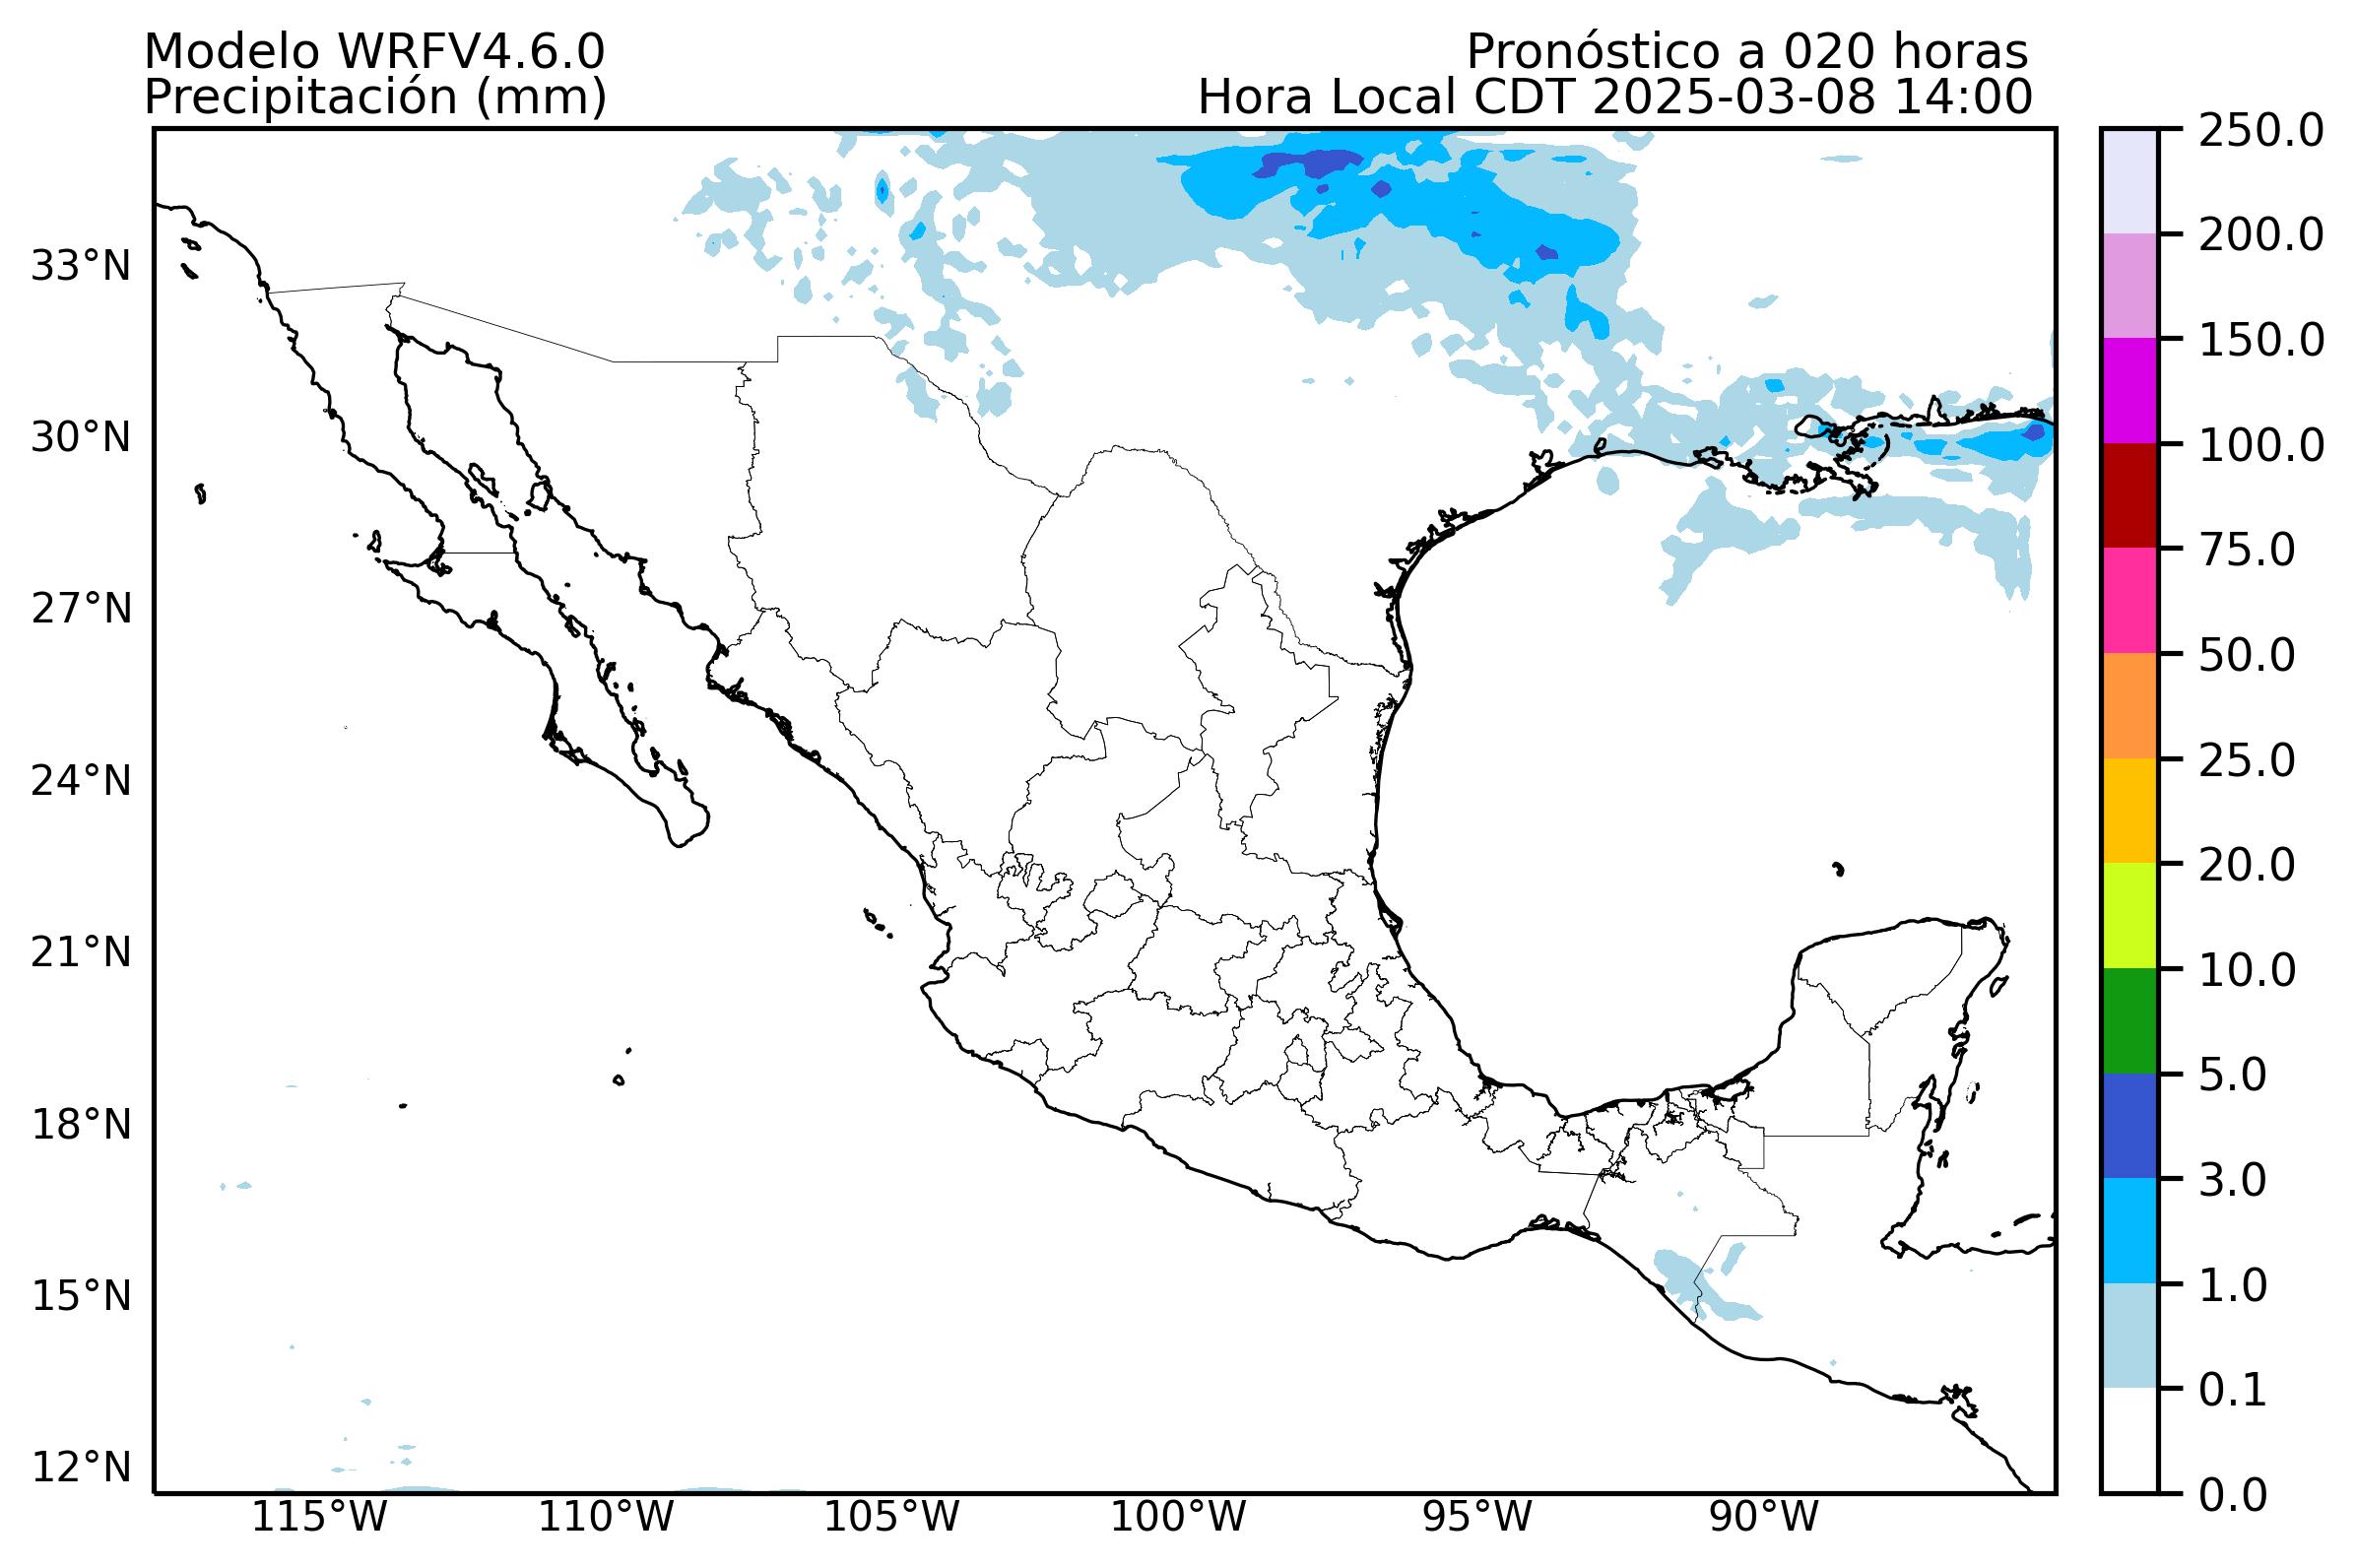 Modelo WRFV4.6.0
Pronóstico a 020 horas
Precipitación (mm)
Hora Local CDT 2025-03-08 14:00
33°N
30°N
27°N
24°N
21°N
18°N
15°N
12°N
115°W
110°W
105°W
100°W
95°W
90°W
250.0
200.0
150.0
100.0
75.0
50.0
25.0
20.0
10.0
5.0
3.0
1.0
0.1
0.0